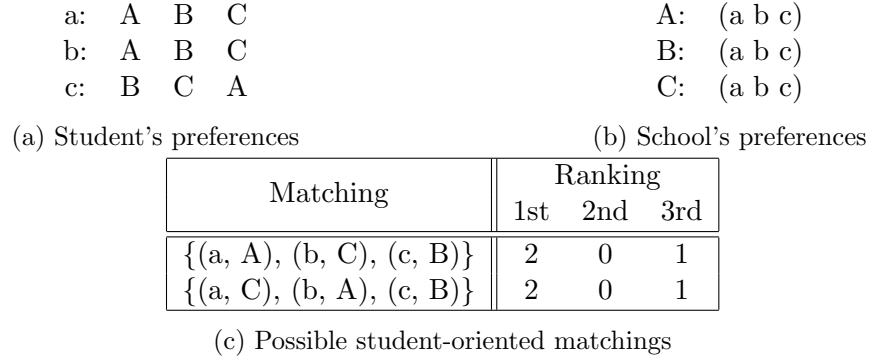 a: A B C
b: A B C
c: B C A
(a) Student's preferences
A: (a b c)
B: (a b c)
C: (a b c)
(b) School's preferences
Matching Ranking
1st 2nd 3rd
{(a, A), (b, C), (c, B)} 2 0 1
{(a, C), (b, A), (c, B)} 2 0 1
(c) Possible student-oriented matchings